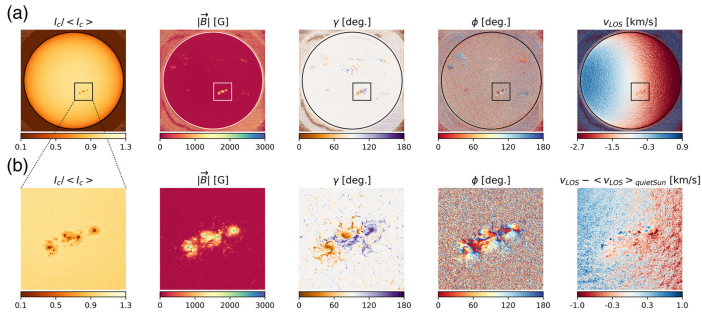 (a)
I_c/<I_c>
|B⃗| [G]
γ [deg.]
ϕ [deg.]
v_LOS [km/s]
0.1 0.5 0.9 1.3
0 1000 2000 3000
0 60 120 180
0 60 120 180
-2.7 -1.5 -0.3 0.9
(b)
I_c/<I_c>
|B⃗| [G]
γ [deg.]
ϕ [deg.]
v_LOS − <v_LOS>_quietSun [km/s]
0.1 0.5 0.9 1.3
0 1000 2000 3000
0 60 120 180
0 60 120 180
-1.0 -0.3 0.3 1.0